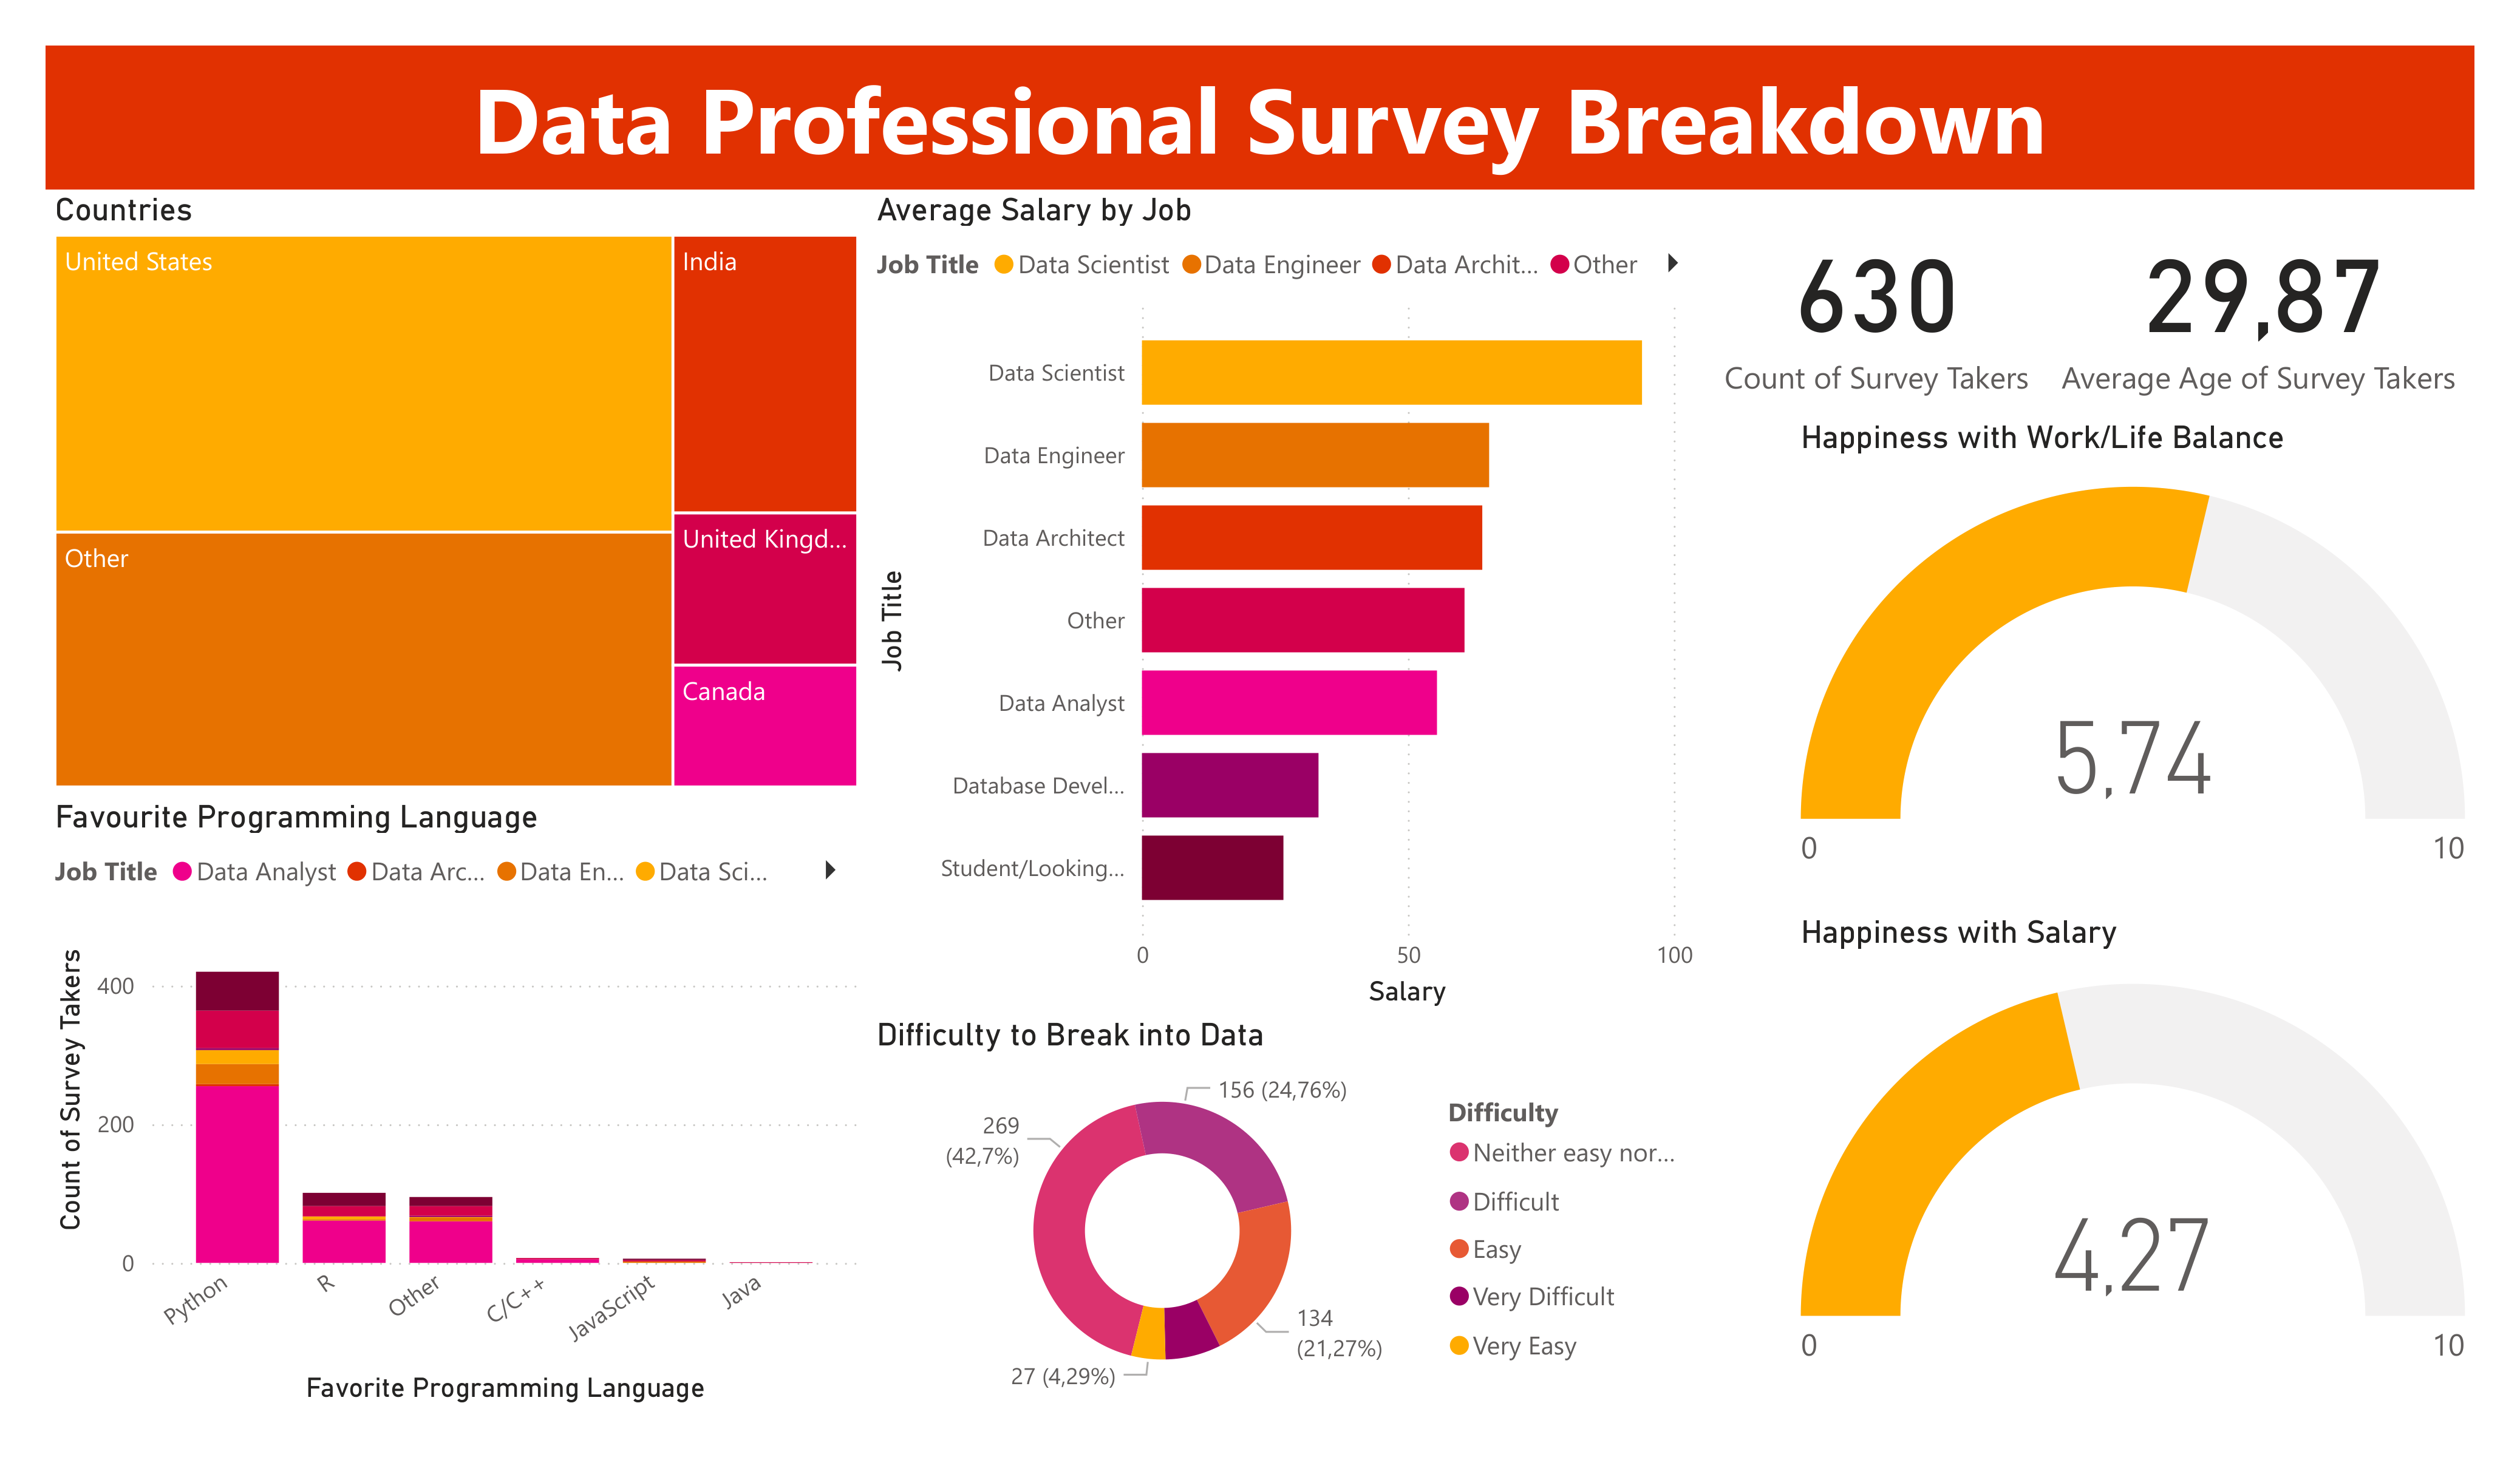 Data Professional Survey Breakdown
Countries
United States
India
Other
United Kingd...
Canada
Average Salary by Job
Job Title Data Scientist Data Engineer Data Archit... Other
Job Title
Data Scientist
Data Engineer
Data Architect
Other
Data Analyst
Database Devel...
Student/Looking...
0 50 100
Salary
630
Count of Survey Takers
29,87
Average Age of Survey Takers
Happiness with Work/Life Balance
5,74
0 10
Favourite Programming Language
Job Title Data Analyst Data Arc... Data En... Data Sci...
Count of Survey Takers
400
200
0
Python R Other C/C++ JavaScript Java
Favorite Programming Language
Difficulty to Break into Data
156 (24,76%)
269
(42,7%)
134
(21,27%)
27 (4,29%)
Difficulty
Neither easy nor...
Difficult
Easy
Very Difficult
Very Easy
Happiness with Salary
4,27
0 10